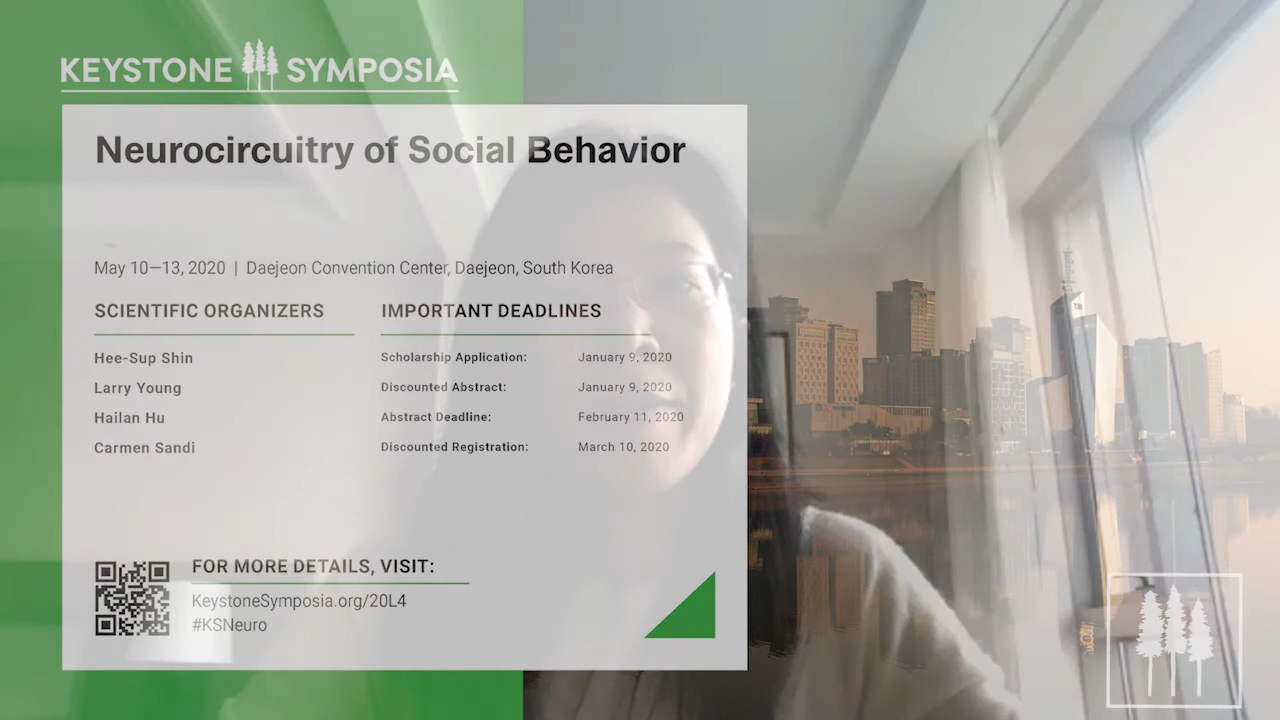 KEYSTONE SYMPOSIA
Neurocircuitry of Social Behavior
May 10–13, 2020 | Daejeon Convention Center, Daejeon, South Korea
SCIENTIFIC ORGANIZERS
Hee-Sup Shin
Larry Young
Hailan Hu
Carmen Sandi
IMPORTANT DEADLINES
Scholarship Application: January 9, 2020
Discounted Abstract: January 9, 2020
Abstract Deadline: February 11, 2020
Discounted Registration: March 10, 2020
FOR MORE DETAILS, VISIT:
KeystoneSymposia.org/20L4
#KSNeuro